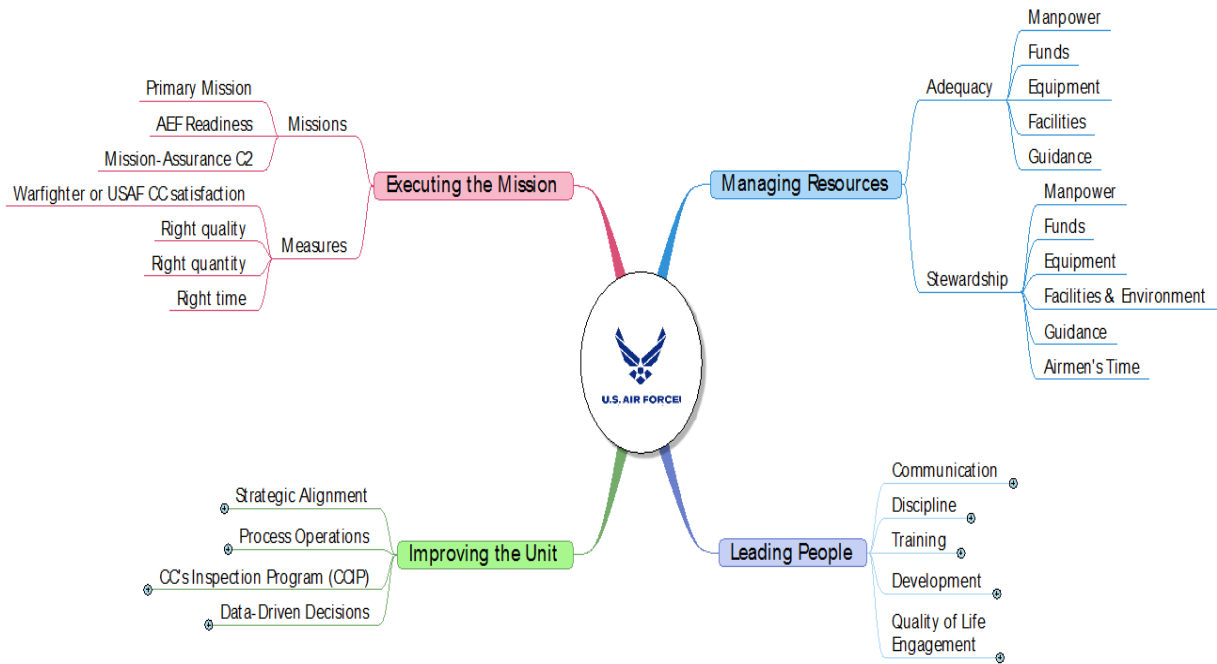 Executing the Mission
Missions
Primary Mission
AEF Readiness
Mission-Assurance C2
Measures
Warfighter or USAF CC satisfaction
Right quality
Right quantity
Right time
Managing Resources
Adequacy
Manpower
Funds
Equipment
Facilities
Guidance
Stewardship
Manpower
Funds
Equipment
Facilities & Environment
Guidance
Airmen's Time
U.S. AIR FORCE
Improving the Unit
Strategic Alignment
Process Operations
CC's Inspection Program (CCIP)
Data-Driven Decisions
Leading People
Communication
Discipline
Training
Development
Quality of Life
Engagement